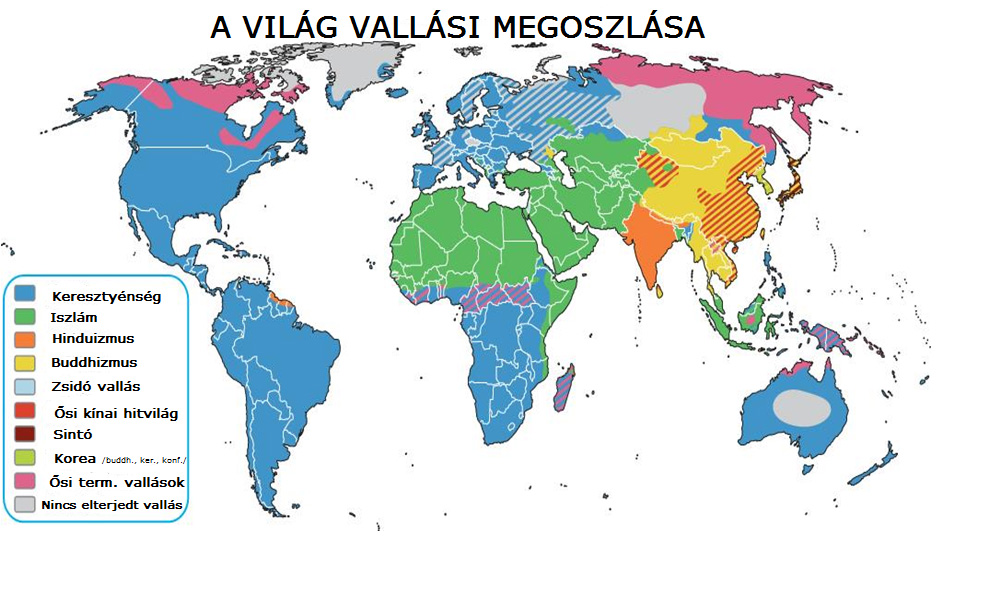 A VILÁG VALLÁSI MEGOSZLÁSA
Keresztyénség
Iszlám
Hinduizmus
Buddhizmus
Zsidó vallás
Ősi kínai hitvilág
Sintó
Korea /buddh., ker., konf./
Ősi term. vallások
Nincs elterjedt vallás